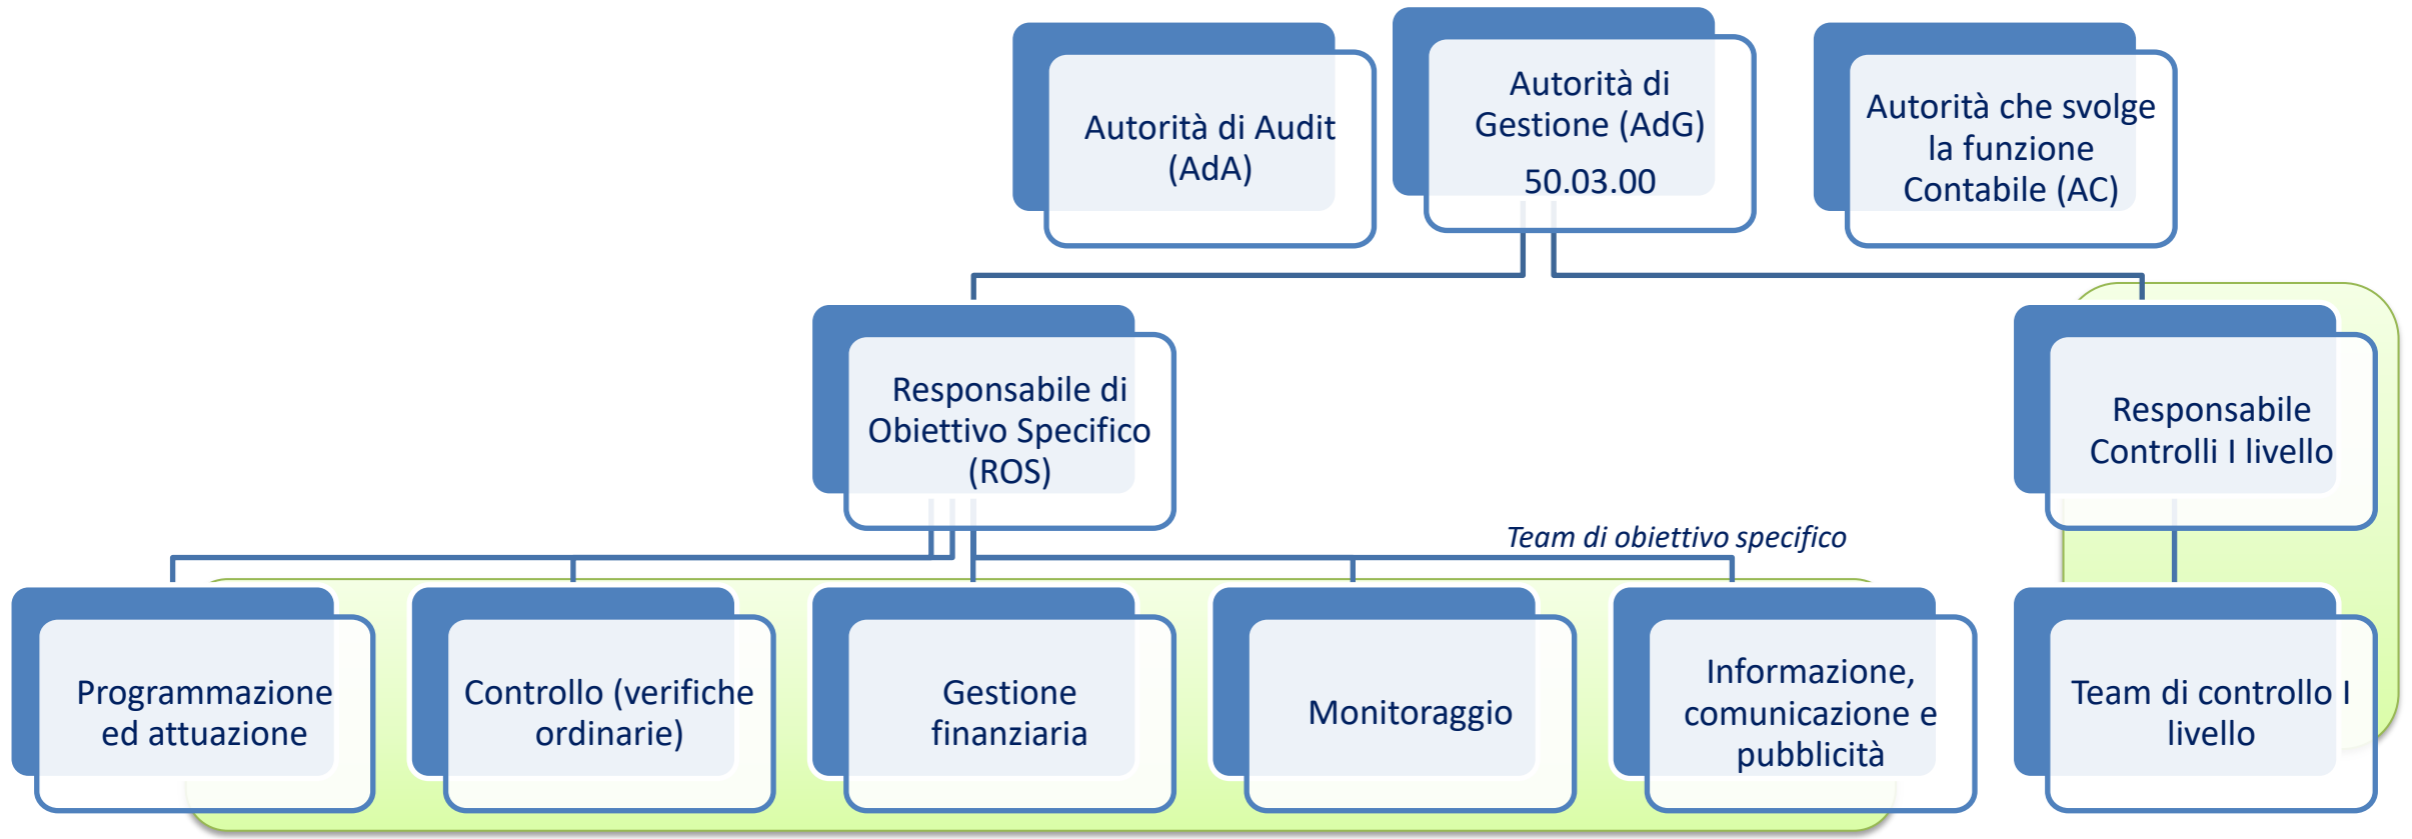 Autorità di Audit
(AdA)
Autorità di
Gestione (AdG)
50.03.00
Autorità che svolge
la funzione
Contabile (AC)
Responsabile di
Obiettivo Specifico
(ROS)
Responsabile
Controlli I livello
Team di obiettivo specifico
Programmazione
ed attuazione
Controllo (verifiche
ordinarie)
Gestione
finanziaria
Monitoraggio
Informazione,
comunicazione e
pubblicità
Team di controllo I
livello